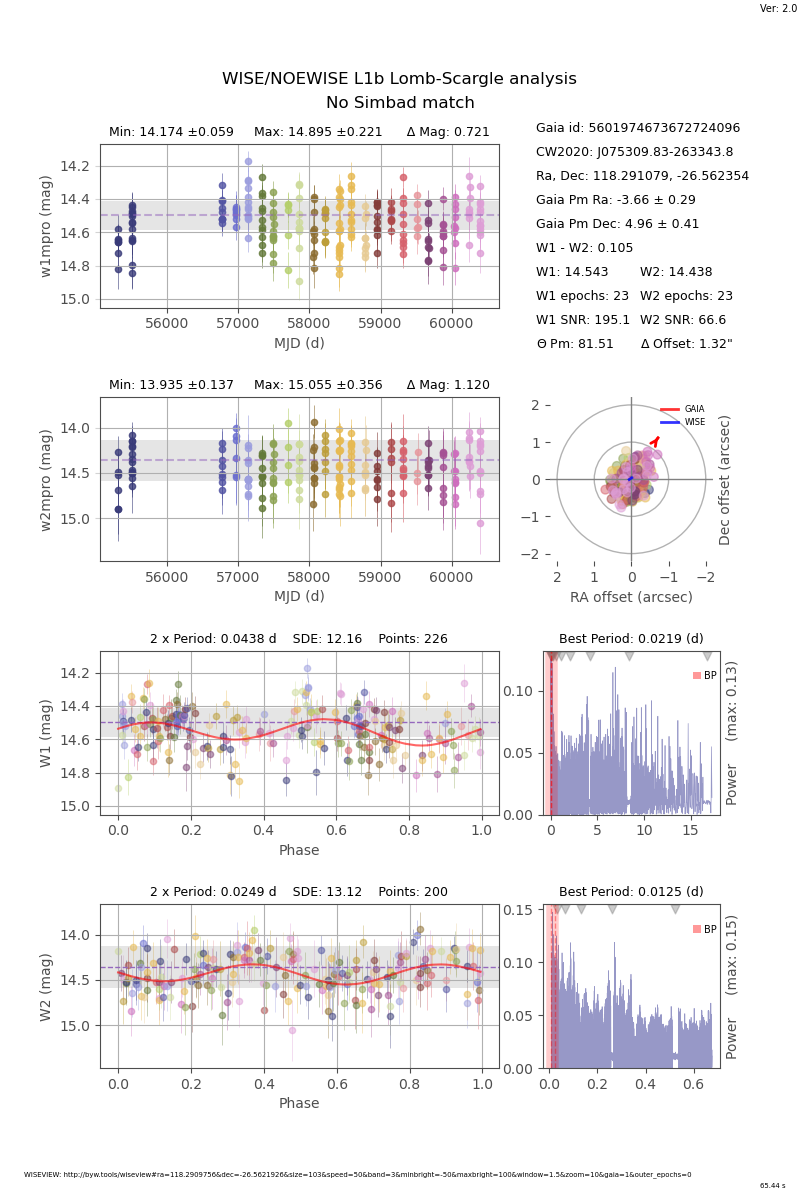 Ver: 2.0
WISE/NOEWISE L1b Lomb-Scargle analysis
No Simbad match
Min: 14.174 ±0.059 Max: 14.895 ±0.221 Δ Mag: 0.721
14.2
14.4
14.6
14.8
15.0
w1mpro (mag)
56000 57000 58000 59000 60000
MJD (d)
Gaia id: 5601974673672724096
CW2020: J075309.83-263343.8
Ra, Dec: 118.291079, -26.562354
Gaia Pm Ra: -3.66 ± 0.29
Gaia Pm Dec: 4.96 ± 0.41
W1 - W2: 0.105
W1: 14.543 W2: 14.438
W1 epochs: 23 W2 epochs: 23
W1 SNR: 195.1 W2 SNR: 66.6
Θ Pm: 81.51 Δ Offset: 1.32"
Min: 13.935 ±0.137 Max: 15.055 ±0.356 Δ Mag: 1.120
14.0
14.5
15.0
w2mpro (mag)
56000 57000 58000 59000 60000
MJD (d)
GAIA
WISE
2
1
0
−1
−2
Dec offset (arcsec)
2 1 0 −1 −2
RA offset (arcsec)
2 x Period: 0.0438 d SDE: 12.16 Points: 226
14.2
14.4
14.6
14.8
15.0
W1 (mag)
0.0 0.2 0.4 0.6 0.8 1.0
Phase
Best Period: 0.0219 (d)
BP
0.10
0.05
0.00
Power (max: 0.13)
0 5 10 15
2 x Period: 0.0249 d SDE: 13.12 Points: 200
14.0
14.5
15.0
W2 (mag)
0.0 0.2 0.4 0.6 0.8 1.0
Phase
Best Period: 0.0125 (d)
BP
0.15
0.10
0.05
0.00
Power (max: 0.15)
0.0 0.2 0.4 0.6
WISEVIEW: http://byw.tools/wiseview#ra=118.2909756&dec=-26.5621926&size=103&speed=50&band=3&minbright=-50&maxbright=100&window=1.5&zoom=10&gaia=1&outer_epochs=0
65.44 s